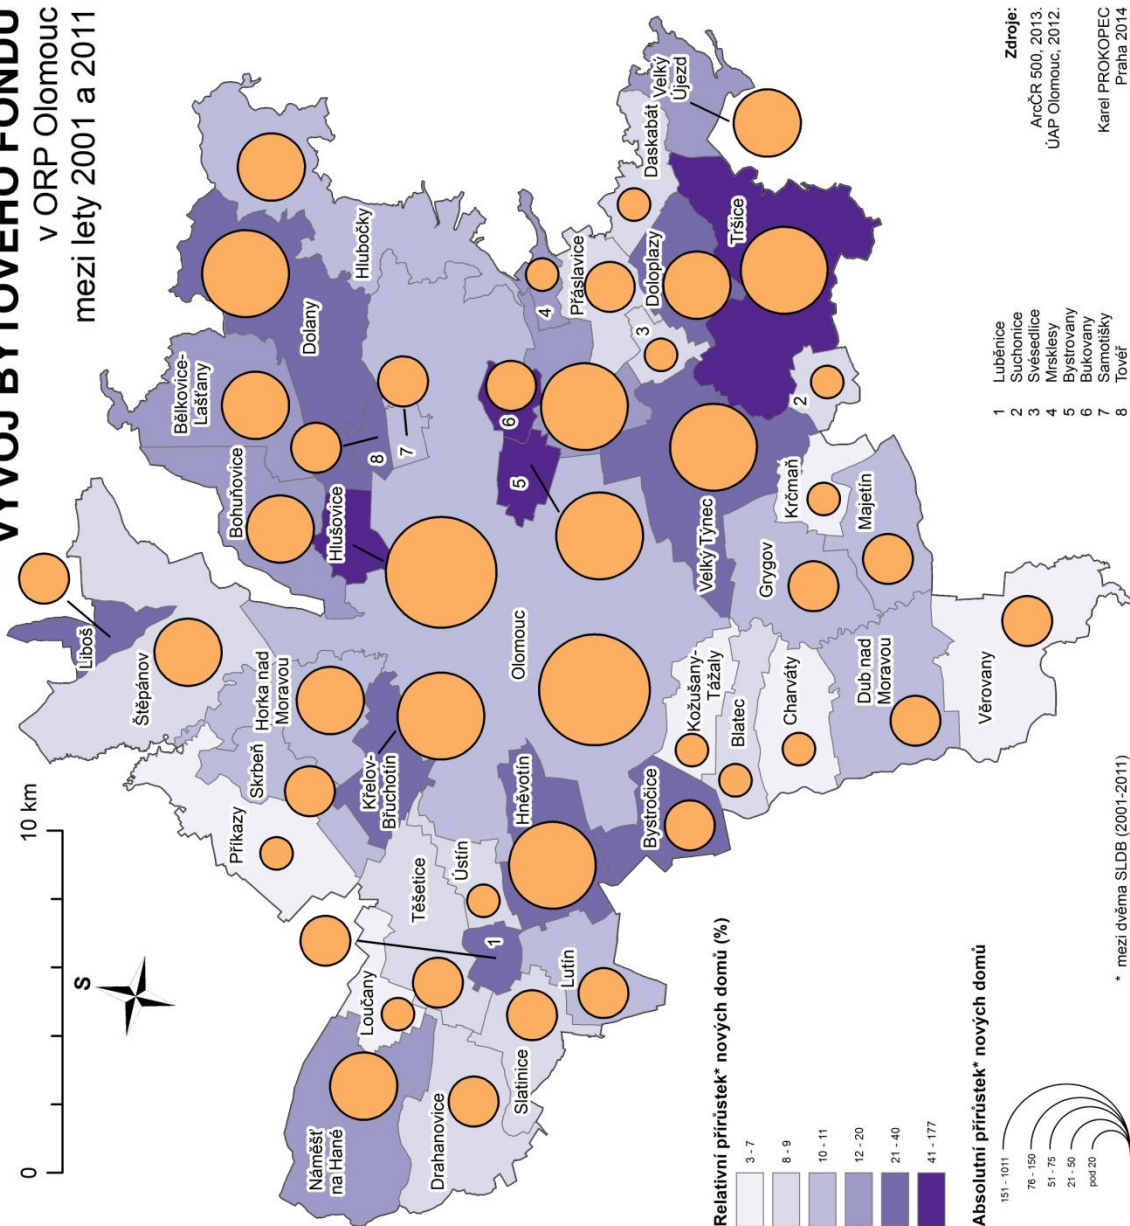 VÝVOJ BYTOVÉHO FONDU
v ORP Olomouc
mezi lety 2001 a 2011
0
10 km
S
Liboš
Štěpánov
Bělkovice-
Lašťany
Bohuňovice
Dolany
Hlušovice
Hlubočky
Horka nad
Moravou
Skrbeň
Příkazy
Křelov-
Břuchotín
Olomouc
8
7
6
5
4
Přáslavice
Daskabát
Velký
Újezd
Doloplazy
3
Tršice
2
Velký Týnec
Krčmaň
Grygov
Majetín
Náměšť
na Hané
Loučany
Těšetice
Ústín
1
Hněvotín
Drahanovice
Slatinice
Lutín
Bystročice
Kožušany-
Tážaly
Blatec
Charváty
Dub nad
Moravou
Věrovany
Relativní přírůstek* nových domů (%)
3 - 7
8 - 9
10 - 11
12 - 20
21 - 40
41 - 177
Absolutní přírůstek* nových domů
151 - 1011
76 - 150
51 - 75
21 - 50
pod 20
* mezi dvěma SLDB (2001-2011)
1 Luběnice
2 Suchonice
3 Svésedlice
4 Mrsklesy
5 Bystrovany
6 Bukovany
7 Samotišky
8 Tovéř
Zdroje:
ArcČR 500, 2013.
ÚAP Olomouc, 2012.
Karel PROKOPEC
Praha 2014